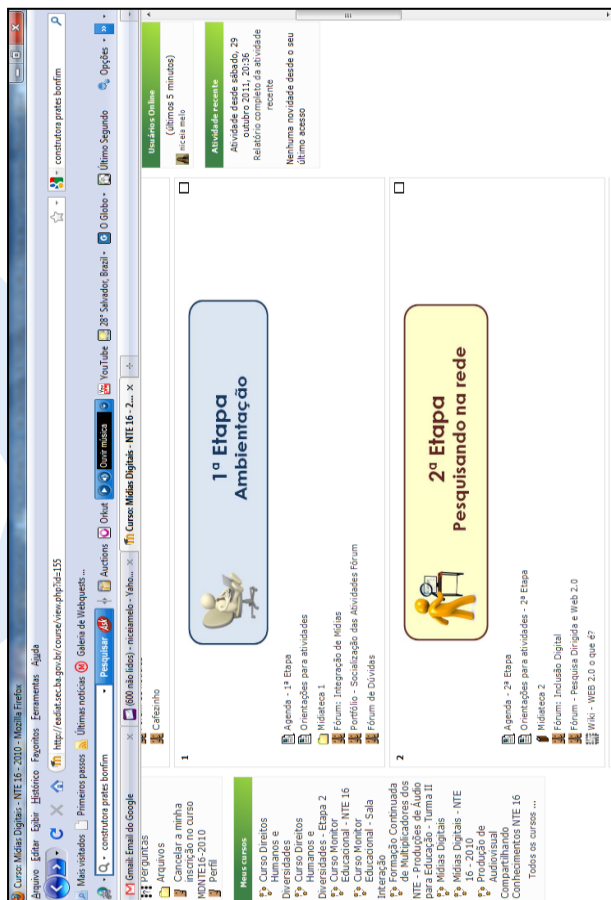 Curso: Mídias Digitais - NTE 16 - 2010 - Mozilla Firefox
Arquivo Editar Exibir Histórico Favoritos Ferramentas Ajuda
http://eadiat.sec.ba.gov.br/course/view.php?id=155
construtora prates bonfim
Mais visitados Primeiros passos Últimas notícias Galeria de Webquests ...
construtora prates bonfim Pesquisar Ask Auctions Orkut Ouvir música YouTube 28° Salvador, Brazil O Globo Último Segundo Opções
Gmail: Email do Google
(600 não lidos) - niceiamelo - Yaho...
Curso: Mídias Digitais - NTE 16 - 2...
Perguntas
Arquivos
Cancelar a minha
inscrição no curso
MDNTE16-2010
Perfil
Meus cursos
Curso Direitos
Humanos e
Diversidades
Curso Direitos
Humanos e
Diversidades - Etapa 2
Curso Monitor
Educacional - NTE 16
Curso Monitor
Educacional - Sala
Interação
Formação Continuada
de Multiplicadores dos
NTE - Produções de Áudio
para Educação - Turma II
Mídias Digitais
Mídias Digitais - NTE
16 - 2010
Produção de
Audiovisual
Compartilhando
Conhecimentos NTE 16
Todos os cursos ...
Cafezinho
1
1ª Etapa
Ambientação
Agenda - 1ª Etapa
Orientações para atividades
Midiateca 1
Fórum: Integração de Mídias
Portfólio - Socialização das Atividades Fórum
Fórum de Dúvidas
2
2ª Etapa
Pesquisando na rede
Agenda - 2ª Etapa
Orientações para atividades - 2ª Etapa
Midiateca 2
Fórum: Inclusão Digital
Fórum - Pesquisa Dirigida e Web 2.0
Wiki - WEB 2.0 o que é?
Usuários Online
(últimos 5 minutos)
niceia melo
Atividade recente
Atividade desde sábado, 29
outubro 2011, 20:36
Relatório completo da atividade
recente
Nenhuma novidade desde o seu
último acesso